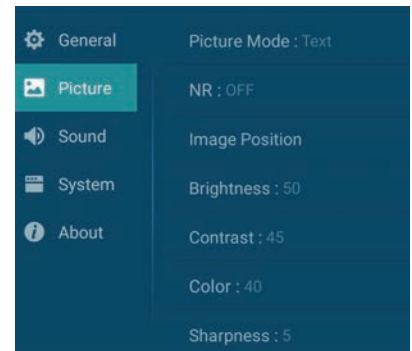 General
Picture
Sound
System
About
Picture Mode : Text
NR : OFF
Image Position
Brightness : 50
Contrast : 45
Color : 40
Sharpness : 5